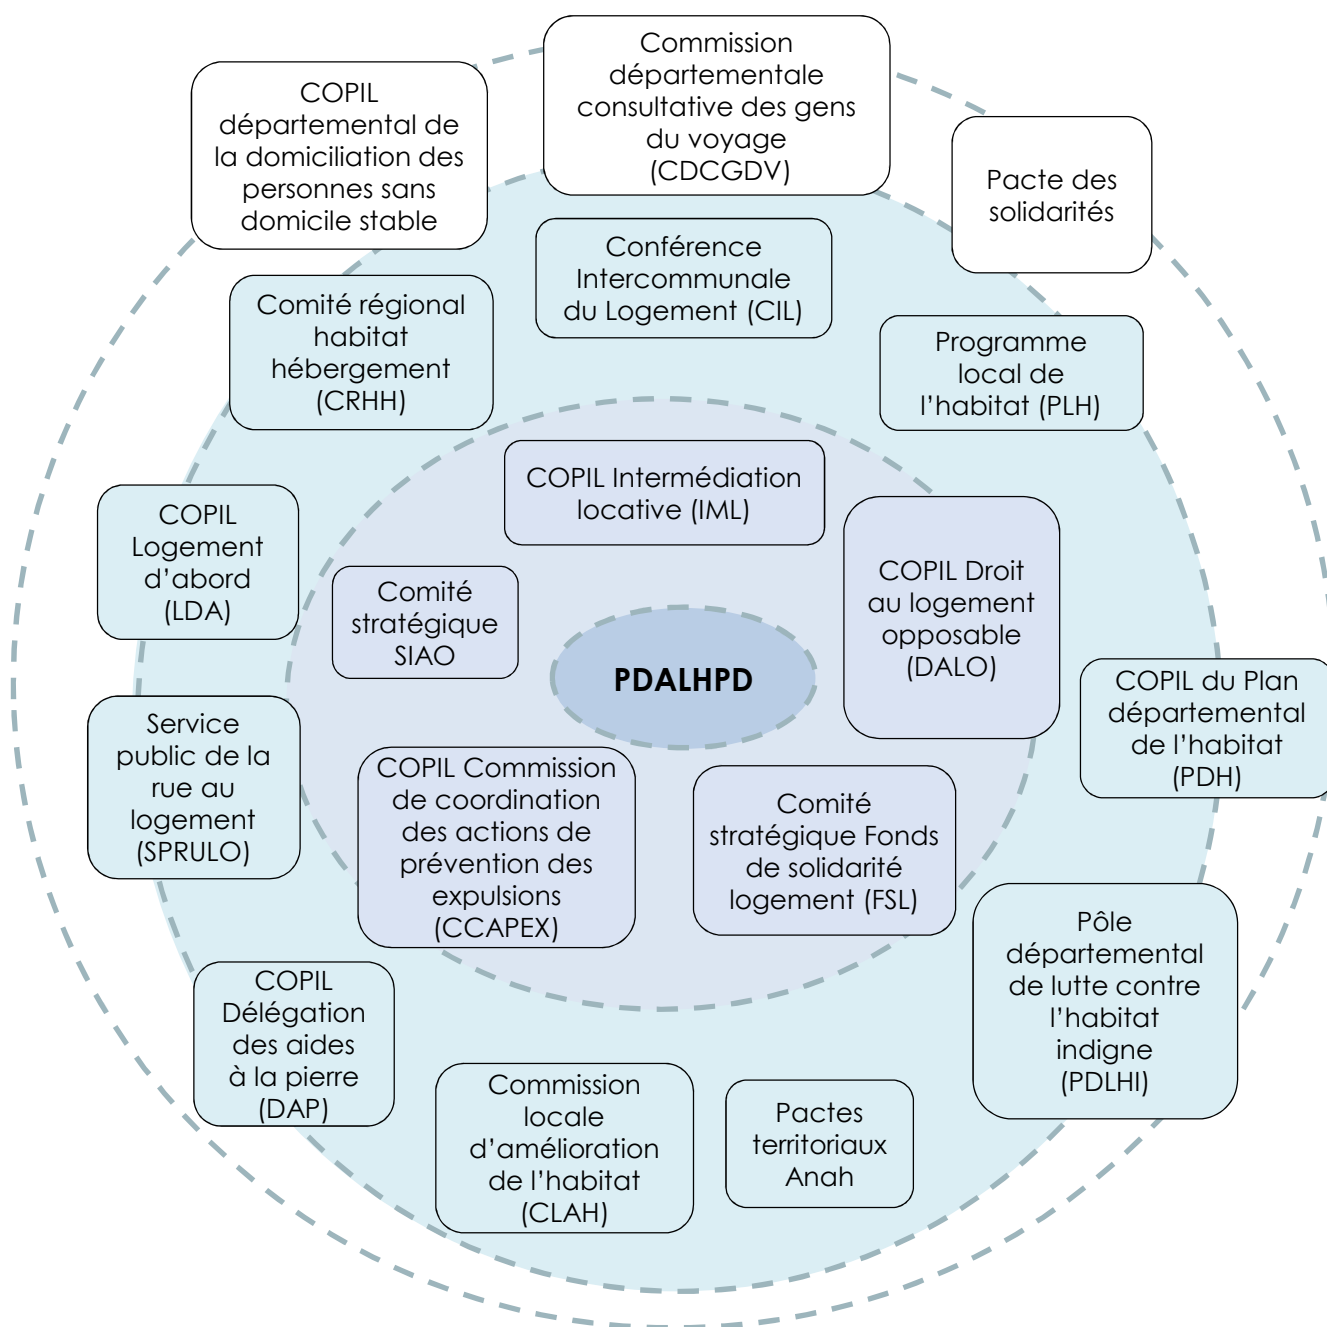 Commission
départementale
consultative des gens
du voyage
(CDCGDV)
COPIL
départemental de
la domiciliation des
personnes sans
domicile stable
Pacte des
solidarités
Conférence
Intercommunale
du Logement (CIL)
Comité régional
habitat
hébergement
(CRHH)
Programme
local de
l’habitat (PLH)
COPIL Intermédiation
locative (IML)
COPIL
Logement
d’abord
(LDA)
Comité
stratégique
SIAO
COPIL Droit
au logement
opposable
(DALO)
PDALHPD
COPIL du Plan
départemental
de l’habitat
(PDH)
Service
public de la
rue au
logement
(SPRULO)
COPIL Commission
de coordination
des actions de
prévention des
expulsions
(CCAPEX)
Comité
stratégique Fonds
de solidarité
logement (FSL)
Pôle
départemental
de lutte contre
l’habitat
indigne
(PDLHI)
COPIL
Délégation
des aides
à la pierre
(DAP)
Commission
locale
d’amélioration
de l’habitat
(CLAH)
Pactes
territoriaux
Anah